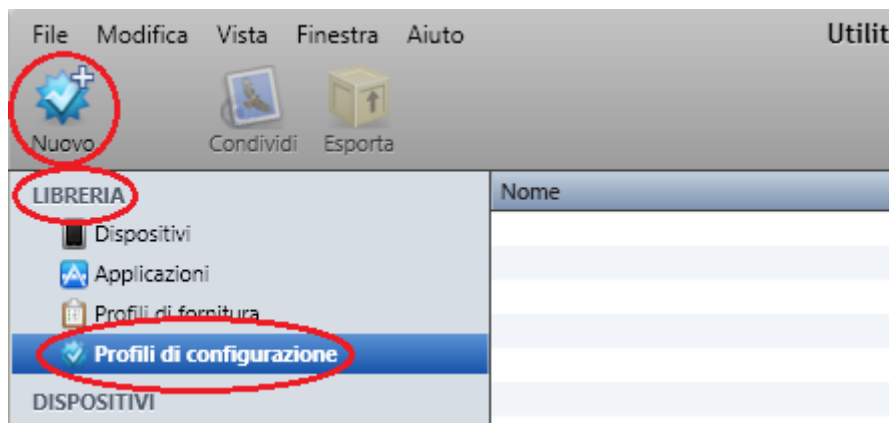 File Modifica Vista Finestra Aiuto Utilit
Nuovo Condividi Esporta
LIBRERIA Nome
Dispositivi
Applicazioni
Profili di fornitura
Profili di configurazione
DISPOSITIVI